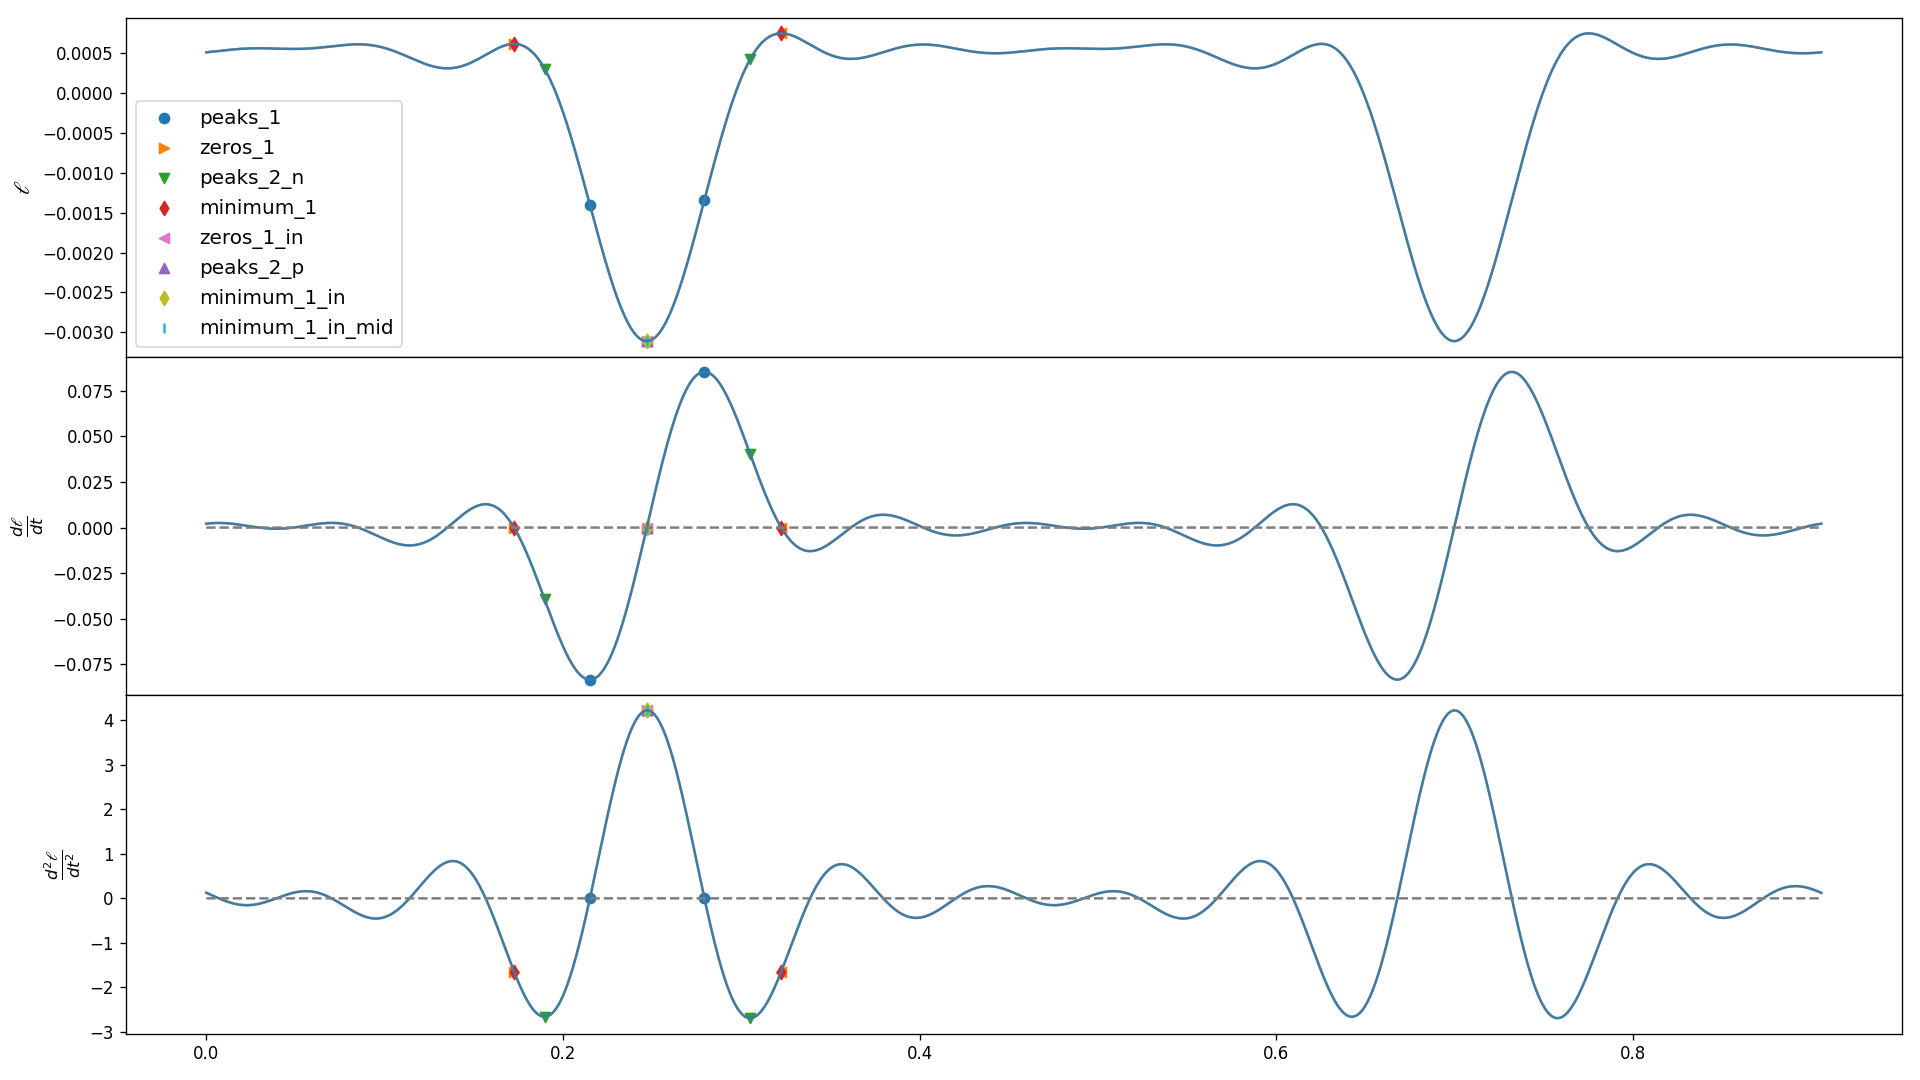 0.0005
0.0000
−0.0005
−0.0010
−0.0015
−0.0020
−0.0025
−0.0030
ℓ
peaks_1
zeros_1
peaks_2_n
minimum_1
zeros_1_in
peaks_2_p
minimum_1_in
minimum_1_in_mid
0.075
0.050
0.025
0.000
−0.025
−0.050
−0.075
dℓ
dt
4
3
2
1
0
−1
−2
−3
d²ℓ
dt²
0.0 0.2 0.4 0.6 0.8